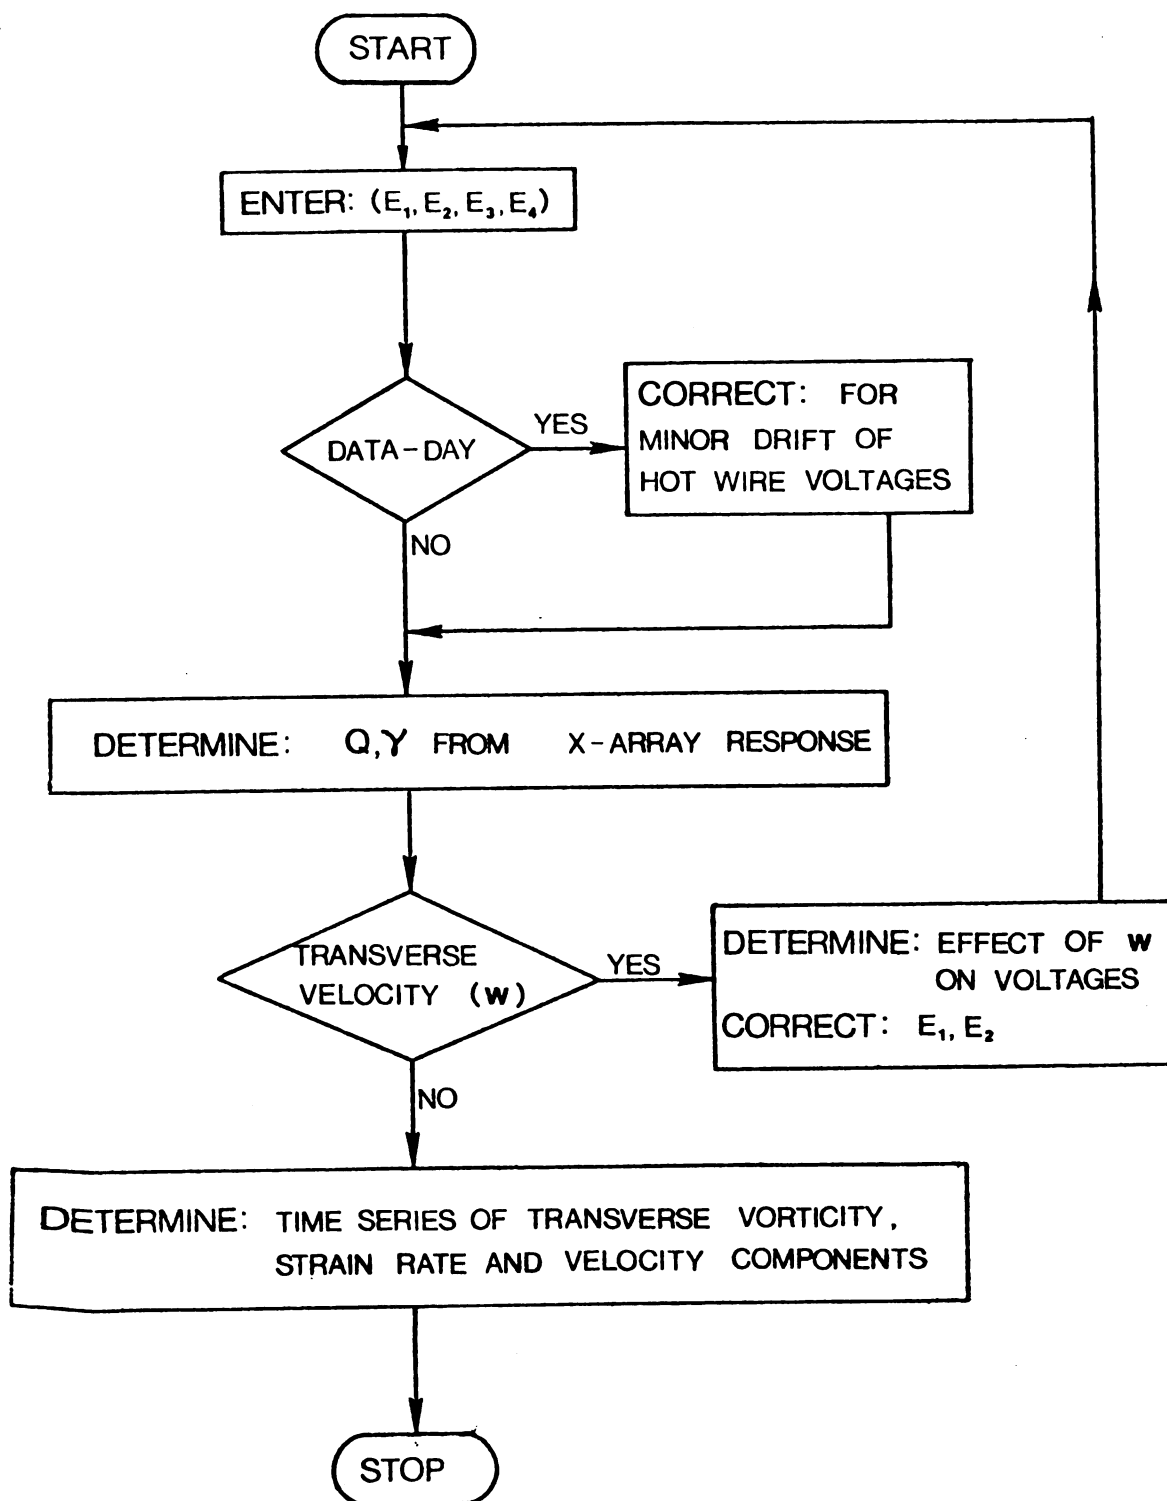 START
ENTER: (E₁, E₂, E₃, E₄)
DATA-DAY
YES
CORRECT: FOR
MINOR DRIFT OF
HOT WIRE VOLTAGES
NO
DETERMINE: Q,γ FROM X-ARRAY RESPONSE
TRANSVERSE
VELOCITY (w)
YES
DETERMINE: EFFECT OF w
ON VOLTAGES
CORRECT: E₁, E₂
NO
DETERMINE: TIME SERIES OF TRANSVERSE VORTICITY,
STRAIN RATE AND VELOCITY COMPONENTS
STOP